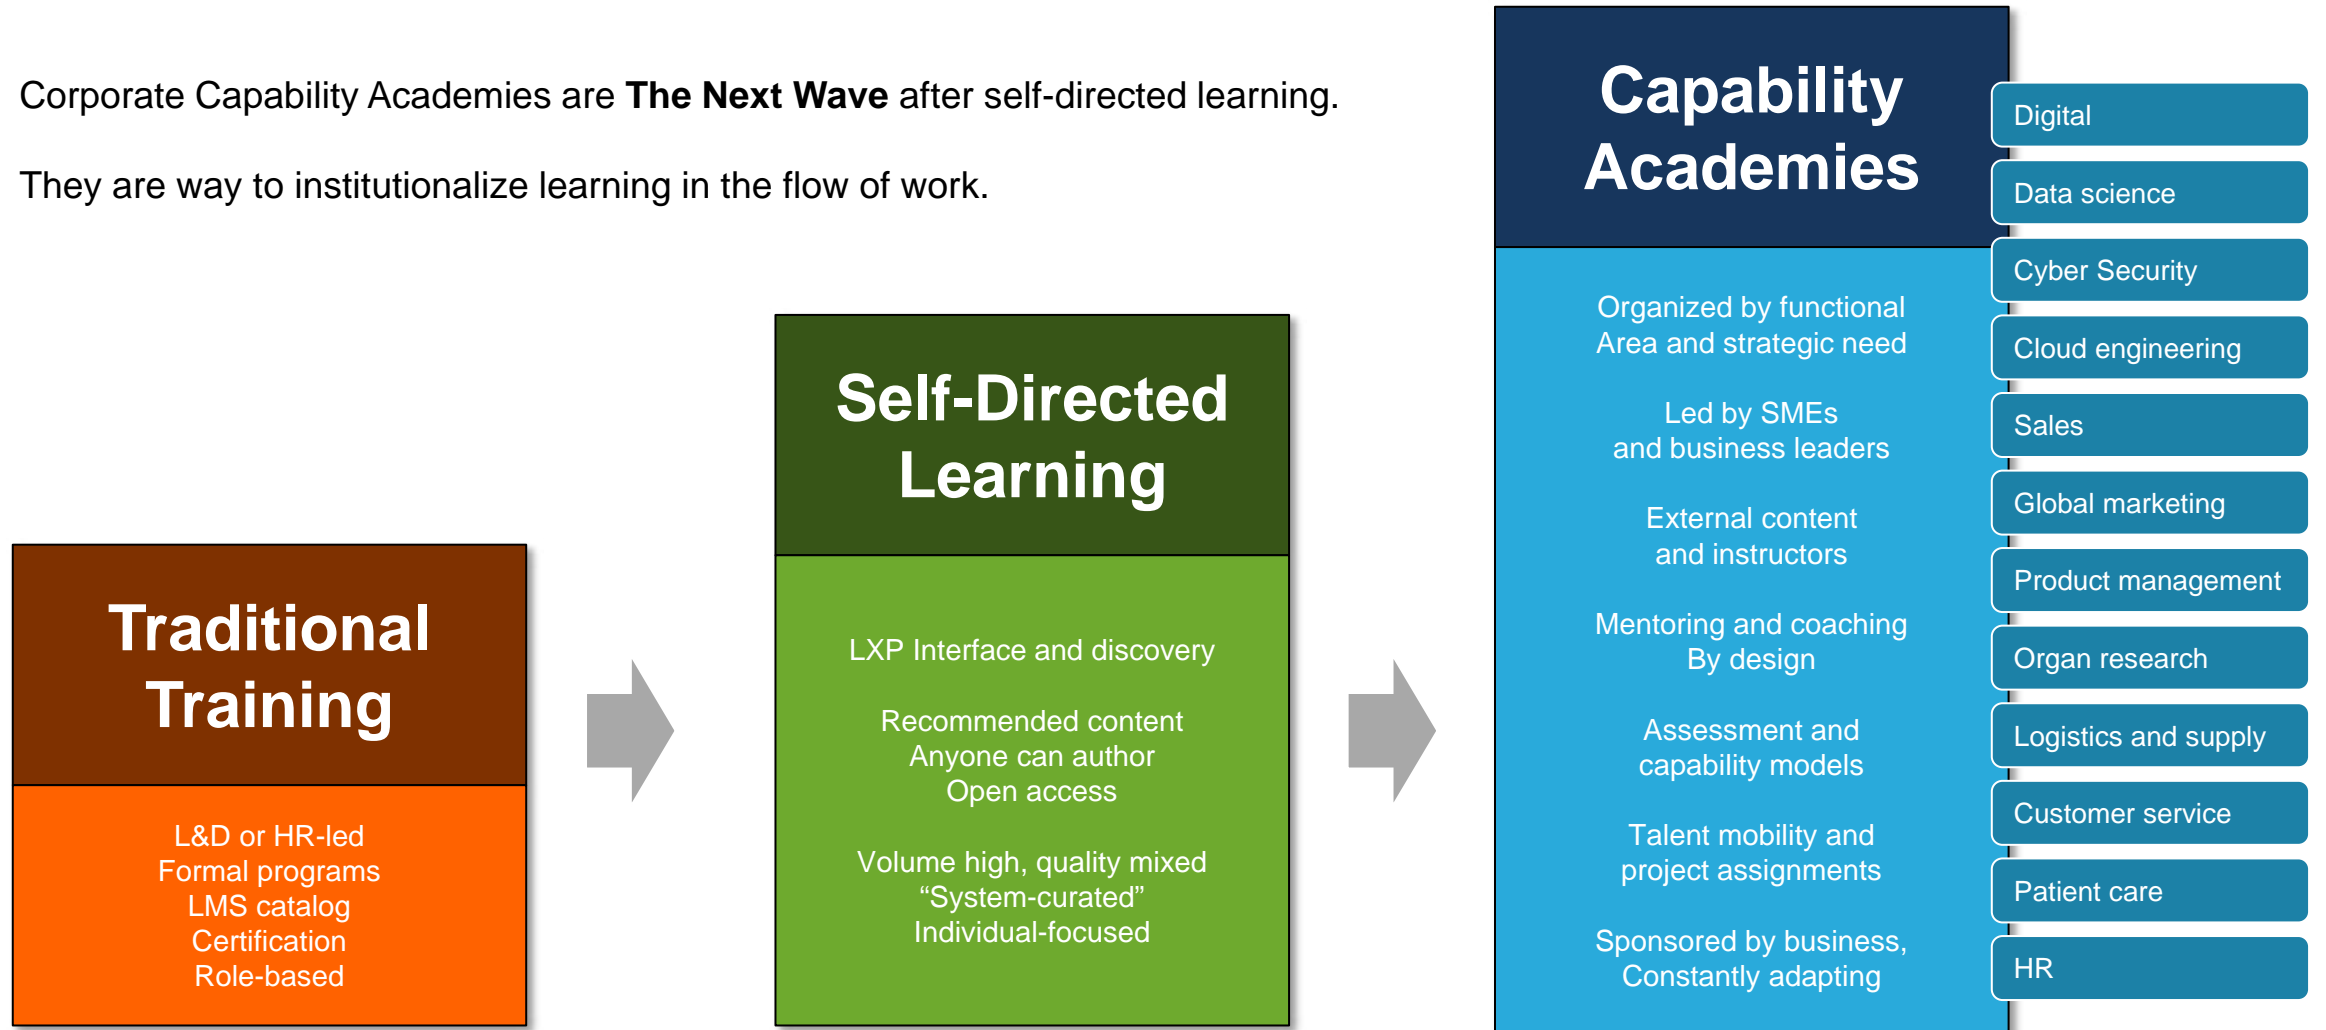 Corporate Capability Academies are The Next Wave after self-directed learning.
They are way to institutionalize learning in the flow of work.
Traditional
Training
L&D or HR-led
Formal programs
LMS catalog
Certification
Role-based
Self-Directed
Learning
LXP Interface and discovery
Recommended content
Anyone can author
Open access
Volume high, quality mixed
“System-curated”
Individual-focused
Capability
Academies
Organized by functional
Area and strategic need
Led by SMEs
and business leaders
External content
and instructors
Mentoring and coaching
By design
Assessment and
capability models
Talent mobility and
project assignments
Sponsored by business,
Constantly adapting
Digital
Data science
Cyber Security
Cloud engineering
Sales
Global marketing
Product management
Organ research
Logistics and supply
Customer service
Patient care
HR